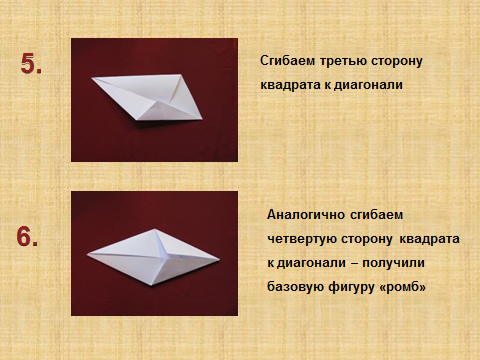 5.
Сгибаем третью сторону
квадрата к диагонали
6.
Аналогично сгибаем
четвертую сторону квадрата
к диагонали – получили
базовую фигуру «ромб»